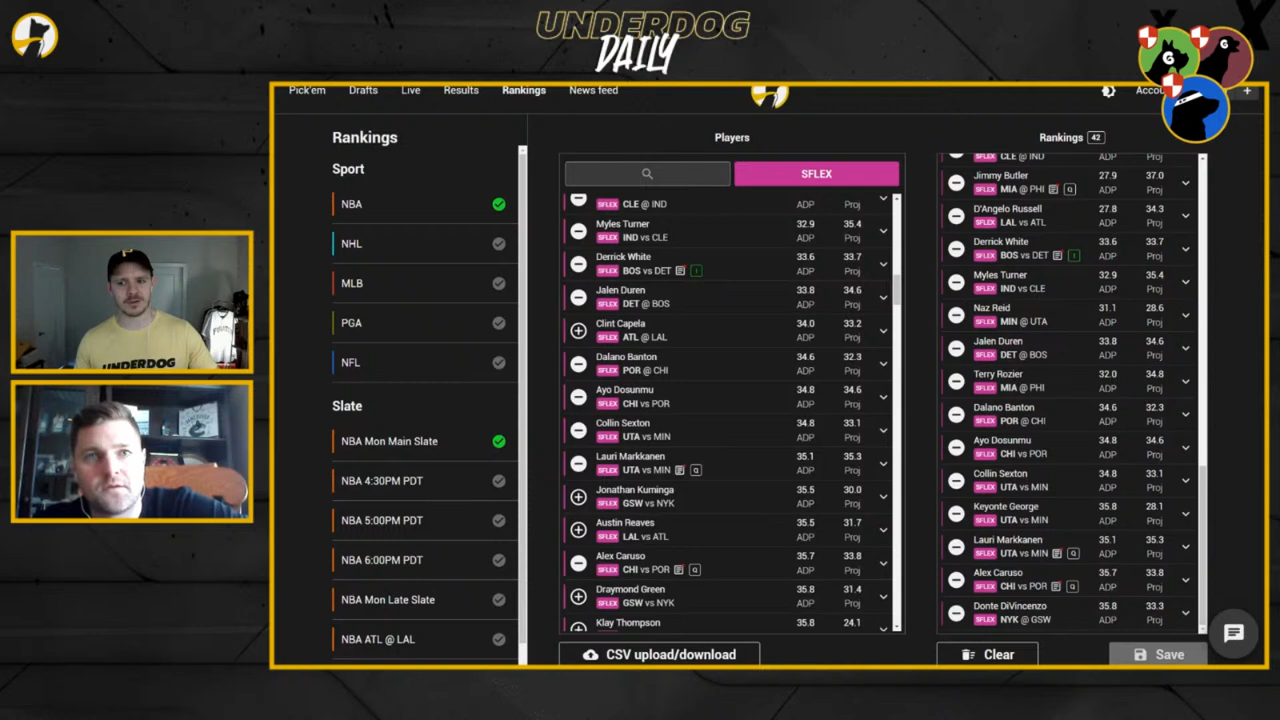 UNDERDOG
DAILY
G
G
Pick'em
Drafts
Live
Results
Rankings
News feed
Rankings
Sport
NBA
NHL
MLB
PGA
NFL
Slate
NBA Mon Main Slate
NBA 4:30PM PDT
NBA 5:00PM PDT
NBA 6:00PM PDT
NBA Mon Late Slate
NBA ATL @ LAL
Players
SFLEX
SFLEX CLE @ IND ADP Proj
Myles Turner 32.9 35.4
SFLEX IND vs CLE ADP Proj
Derrick White 33.6 33.7
SFLEX BOS vs DET I ADP Proj
Jalen Duren 33.8 34.6
SFLEX DET @ BOS ADP Proj
Clint Capela 34.0 33.2
SFLEX ATL @ LAL ADP Proj
Dalano Banton 34.6 32.3
SFLEX POR @ CHI ADP Proj
Ayo Dosunmu 34.8 34.6
SFLEX CHI vs POR ADP Proj
Collin Sexton 34.8 33.1
SFLEX UTA vs MIN ADP Proj
Lauri Markkanen 35.1 35.3
SFLEX UTA vs MIN Q ADP Proj
Jonathan Kuminga 35.5 30.0
SFLEX GSW vs NYK ADP Proj
Austin Reaves 35.5 31.7
SFLEX LAL vs ATL ADP Proj
Alex Caruso 35.7 33.8
SFLEX CHI vs POR Q ADP Proj
Draymond Green 35.8 31.4
SFLEX GSW vs NYK ADP Proj
Klay Thompson 35.8 24.1
CSV upload/download
Rankings 42
SFLEX CLE @ IND ADP Proj
Jimmy Butler 27.9 37.0
SFLEX MIA @ PHI Q ADP Proj
D'Angelo Russell 27.8 34.3
SFLEX LAL vs ATL ADP Proj
Derrick White 33.6 33.7
SFLEX BOS vs DET I ADP Proj
Myles Turner 32.9 35.4
SFLEX IND vs CLE ADP Proj
Naz Reid 31.1 28.6
SFLEX MIN @ UTA ADP Proj
Jalen Duren 33.8 34.6
SFLEX DET @ BOS ADP Proj
Terry Rozier 32.0 34.8
SFLEX MIA @ PHI ADP Proj
Dalano Banton 34.6 32.3
SFLEX POR @ CHI ADP Proj
Ayo Dosunmu 34.8 34.6
SFLEX CHI vs POR ADP Proj
Collin Sexton 34.8 33.1
SFLEX UTA vs MIN ADP Proj
Keyonte George 35.8 28.1
SFLEX UTA vs MIN ADP Proj
Lauri Markkanen 35.1 35.3
SFLEX UTA vs MIN Q ADP Proj
Alex Caruso 35.7 33.8
SFLEX CHI vs POR Q ADP Proj
Donte DiVincenzo 35.8 33.3
SFLEX NYK @ GSW ADP Proj
Clear
Save
UNDERDOG